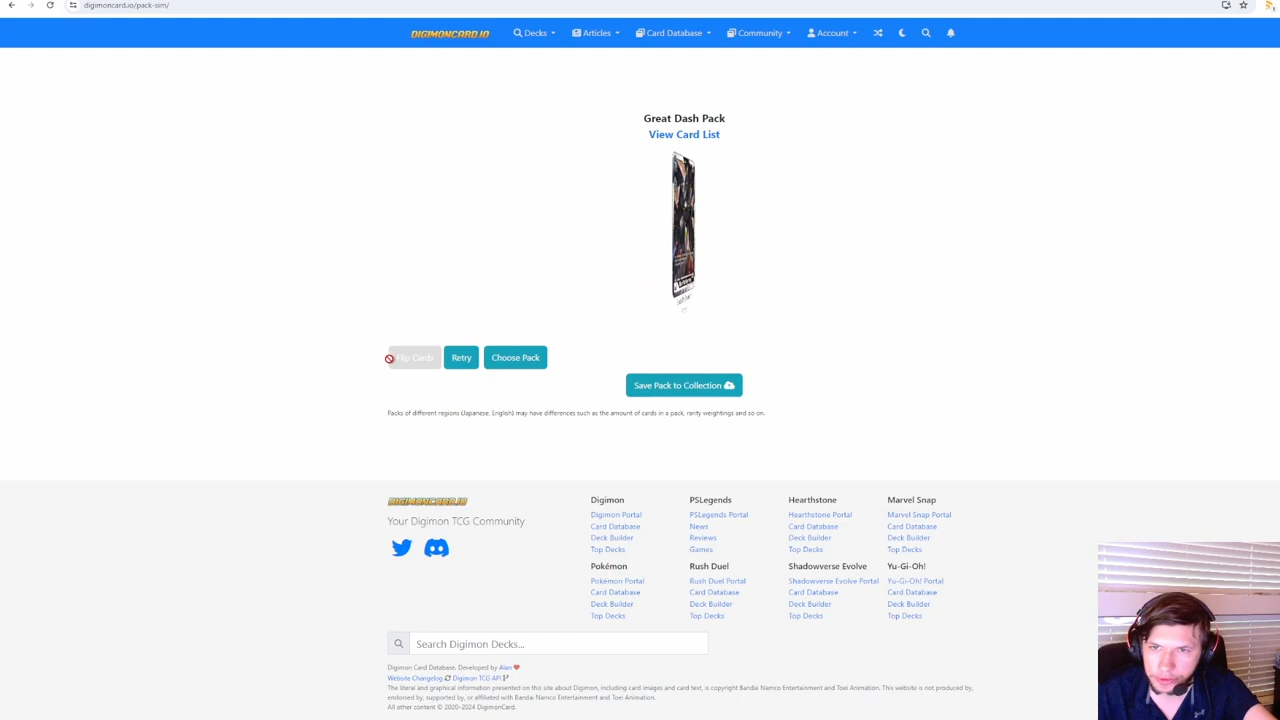 digimoncard.io/pack-sim/
DIGIMONCARD.IO
Decks
Articles
Card Database
Community
Account
Great Dash Pack
View Card List
Flip Cards
Retry
Choose Pack
Save Pack to Collection
Packs of different regions (Japanese, English) may have differences such as the amount of cards in a pack, rarity weightings and so on.
DIGIMONCARD.IO
Your Digimon TCG Community
Digimon
Digimon Portal
Card Database
Deck Builder
Top Decks
PSLegends
PSLegends Portal
News
Reviews
Games
Hearthstone
Hearthstone Portal
Card Database
Deck Builder
Top Decks
Marvel Snap
Marvel Snap Portal
Card Database
Deck Builder
Top Decks
Pokémon
Pokémon Portal
Card Database
Deck Builder
Top Decks
Rush Duel
Rush Duel Portal
Card Database
Deck Builder
Top Decks
Shadowverse Evolve
Shadowverse Evolve Portal
Card Database
Deck Builder
Top Decks
Yu-Gi-Oh!
Yu-Gi-Oh! Portal
Card Database
Deck Builder
Top Decks
Search Digimon Decks...
Digimon Card Database. Developed by Alan
Website Changelog Digimon TCG API
The literal and graphical information presented on this site about Digimon, including card images and card text, is copyright Bandai Namco Entertainment and Toei Animation. This website is not produced by,
endorsed by, supported by, or affiliated with Bandai Namco Entertainment and Toei Animation.
All other content © 2020-2024 DigimonCard.